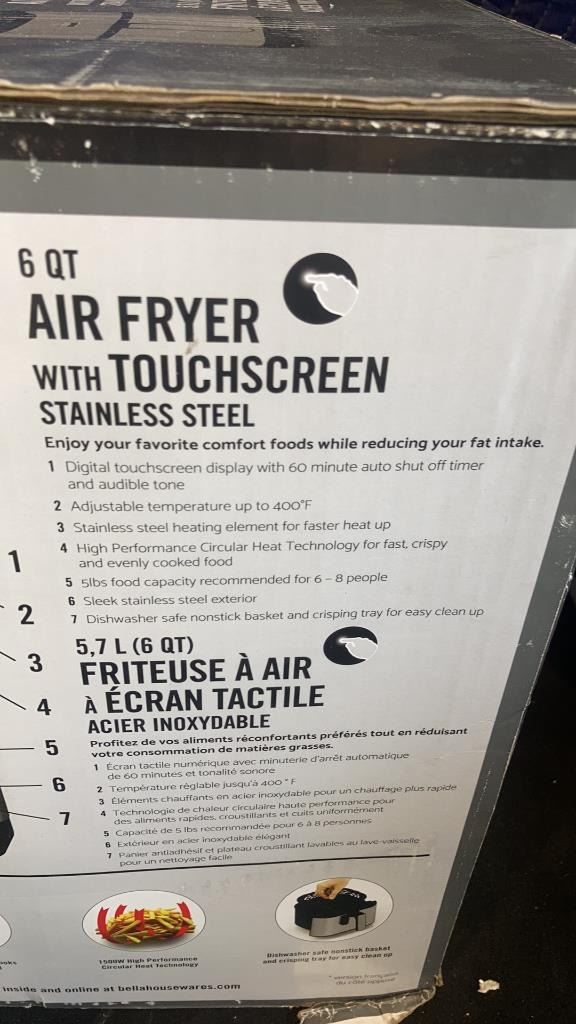 6 QT
AIR FRYER
WITH TOUCHSCREEN
STAINLESS STEEL
Enjoy your favorite comfort foods while reducing your fat intake.
1 Digital touchscreen display with 60 minute auto shut off timer
and audible tone
2 Adjustable temperature up to 400°F
3 Stainless steel heating element for faster heat up
4 High Performance Circular Heat Technology for fast, crispy
and evenly cooked food
5 5lbs food capacity recommended for 6 – 8 people
6 Sleek stainless steel exterior
7 Dishwasher safe nonstick basket and crisping tray for easy clean up
1
2
3
4
5
6
7
5,7 L (6 QT)
FRITEUSE À AIR
À ÉCRAN TACTILE
ACIER INOXYDABLE
Profitez de vos aliments réconfortants préférés tout en réduisant
votre consommation de matières grasses.
1 Écran tactile numérique avec minuterie d'arrêt automatique
de 60 minutes et tonalité sonore
2 Température réglable jusqu'à 400 °F
3 Éléments chauffants en acier inoxydable pour un chauffage plus rapide
4 Technologie de chaleur circulaire haute performance pour
des aliments rapides, croustillants et cuits uniformément
5 Capacité de 5 lbs recommandée pour 6 à 8 personnes
6 Extérieur en acier inoxydable élégant
7 Panier antiadhésif et plateau croustillant lavables au lave-vaisselle
pour un nettoyage facile
1500W High Performance
Circular Heat Technology
Dishwasher safe nonstick basket
and crisping tray for easy clean up
* version française
du côté opposé
inside and online at bellahousewares.com